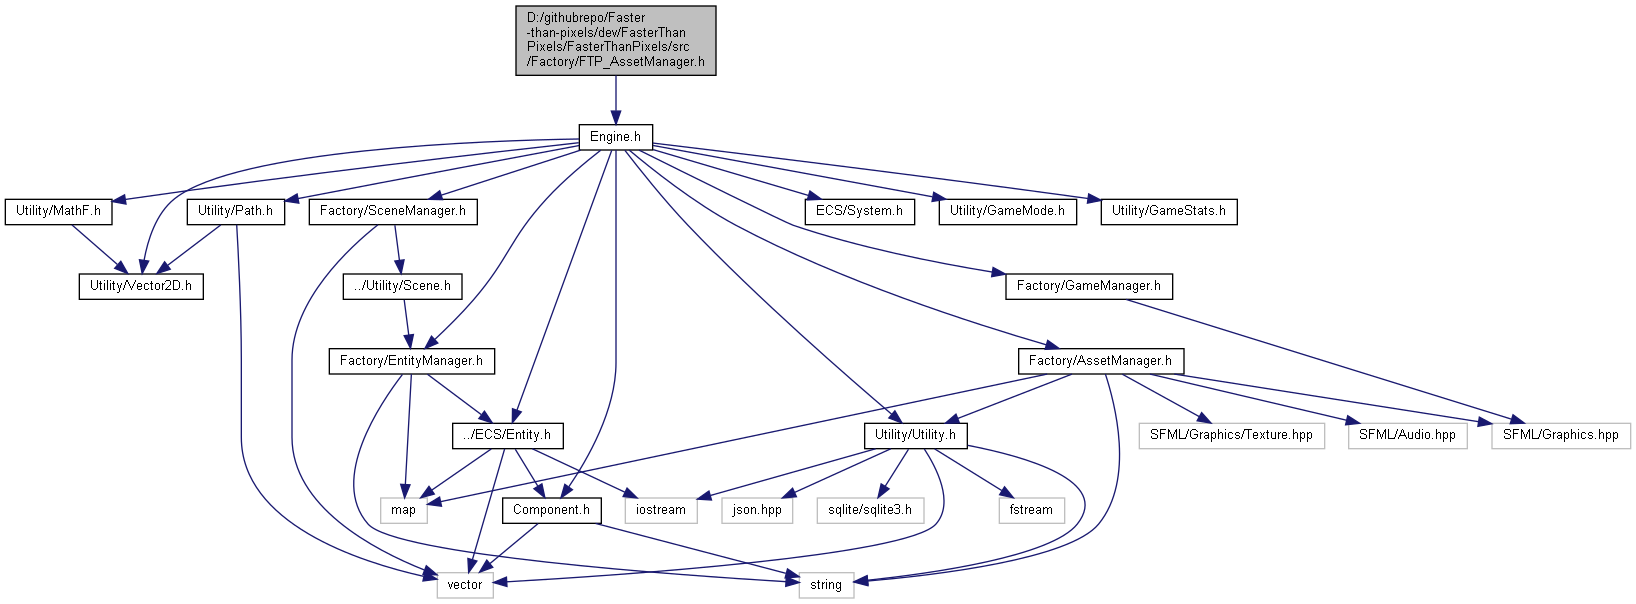 D:/githubrepo/Faster
-than-pixels/dev/FasterThan
Pixels/FasterThanPixels/src
/Factory/FTP_AssetManager.h
Engine.h
Utility/MathF.h
Utility/Path.h
Factory/SceneManager.h
ECS/System.h
Utility/GameMode.h
Utility/GameStats.h
Utility/Vector2D.h
../Utility/Scene.h
Factory/GameManager.h
Factory/EntityManager.h
Factory/AssetManager.h
../ECS/Entity.h
Utility/Utility.h
SFML/Graphics/Texture.hpp
SFML/Audio.hpp
SFML/Graphics.hpp
map
Component.h
iostream
json.hpp
sqlite/sqlite3.h
fstream
vector
string